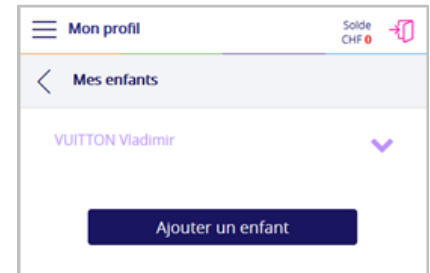 Mon profil
Solde
CHF 0
Mes enfants
VUITTON Vladimir
Ajouter un enfant